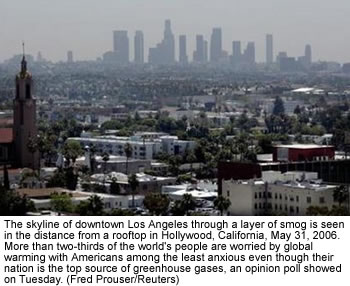 The skyline of downtown Los Angeles through a layer of smog is seen
in the distance from a rooftop in Hollywood, California, May 31, 2006.
More than two-thirds of the world's people are worried by global
warming with Americans among the least anxious even though their
nation is the top source of greenhouse gases, an opinion poll showed
on Tuesday. (Fred Prouser/Reuters)